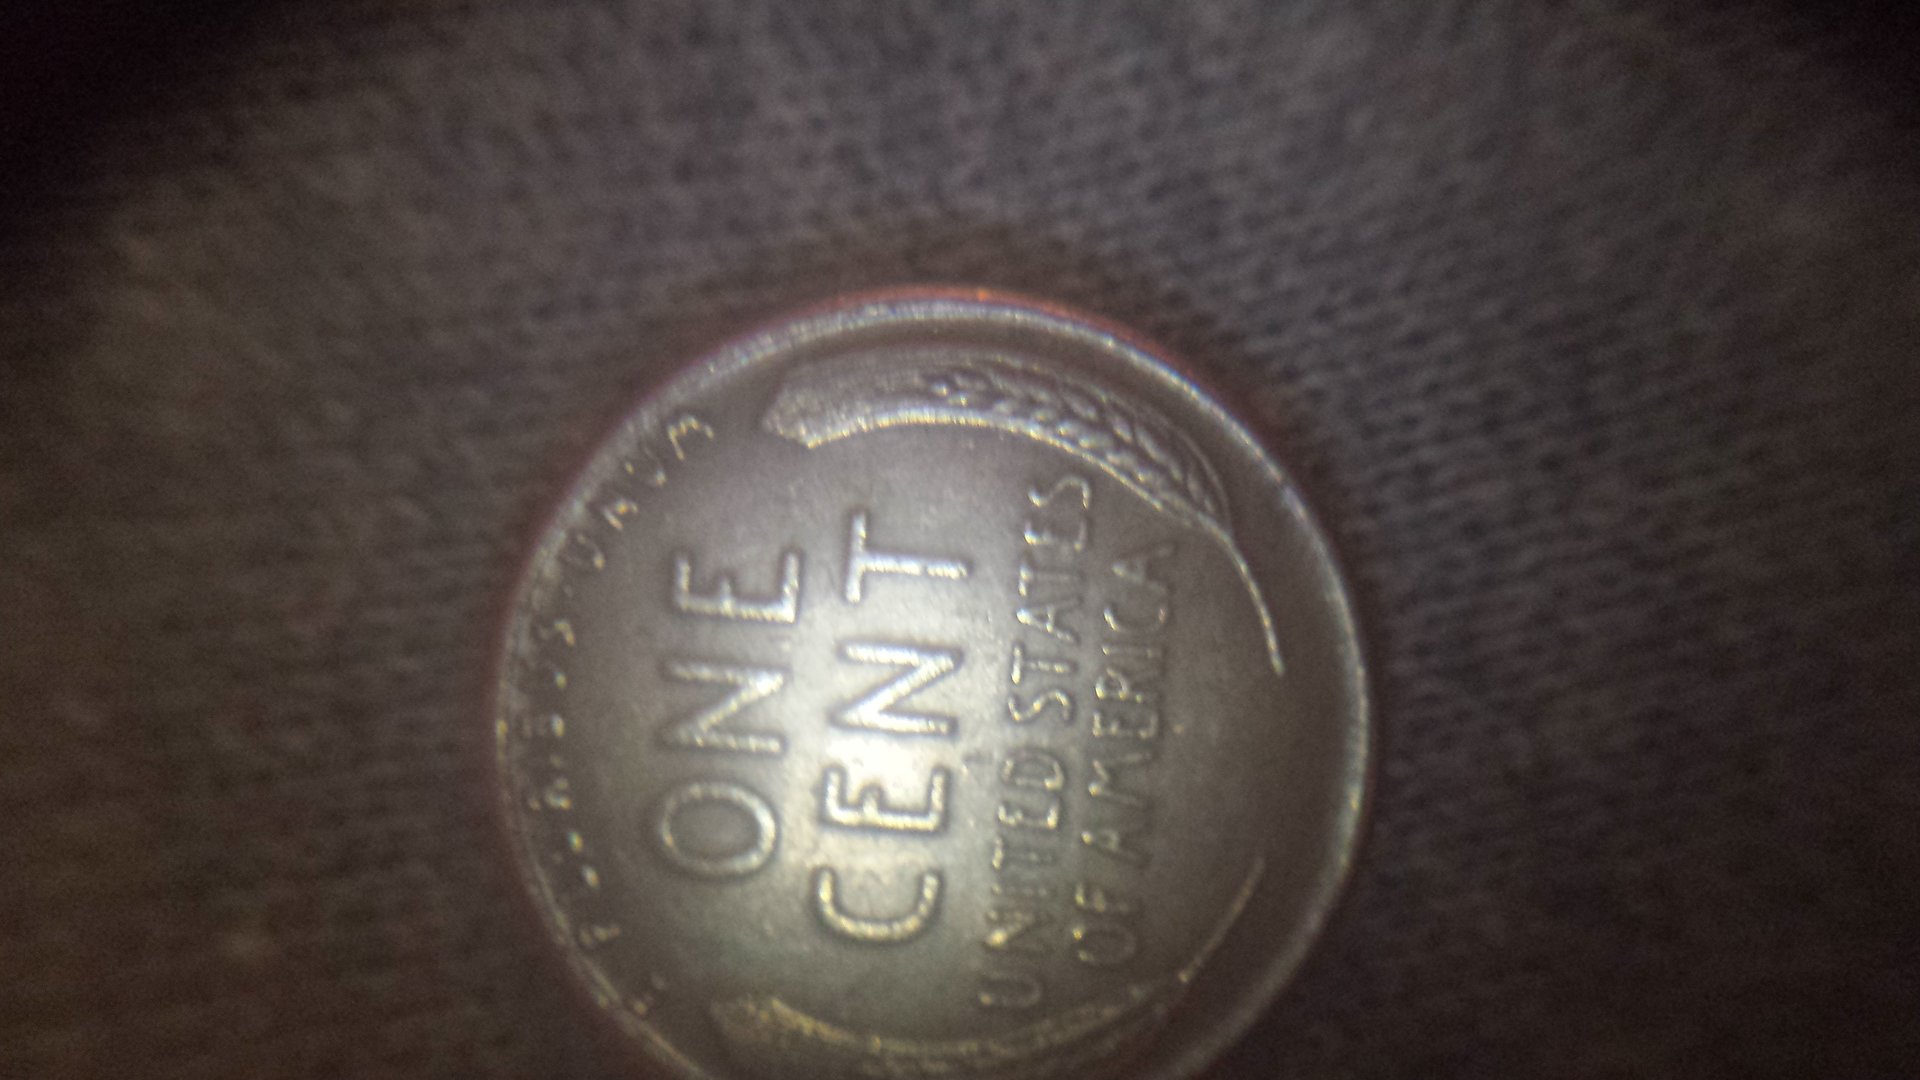 E · PLURIBUS · UNUM
ONE
CENT
UNITED STATES
OF AMERICA